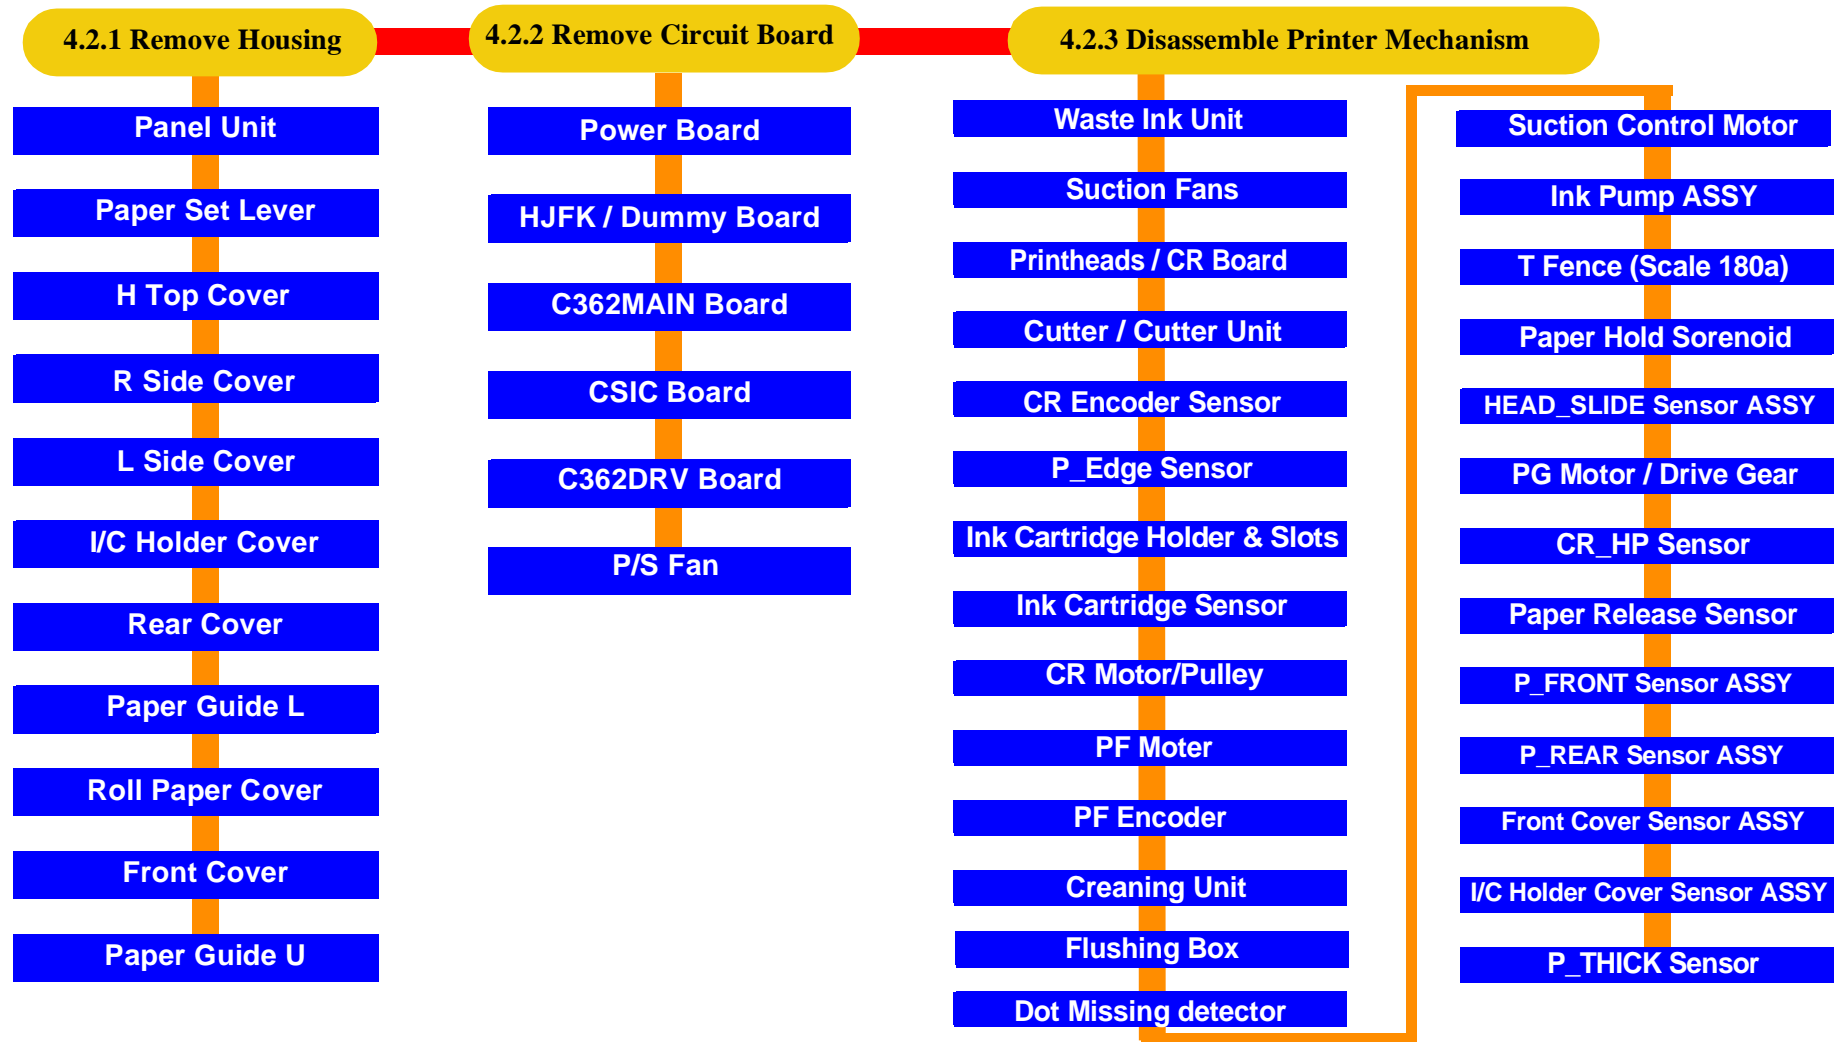 4.2.1 Remove Housing
Panel Unit
Paper Set Lever
H Top Cover
R Side Cover
L Side Cover
I/C Holder Cover
Rear Cover
Paper Guide L
Roll Paper Cover
Front Cover
Paper Guide U
4.2.2 Remove Circuit Board
Power Board
HJFK / Dummy Board
C362MAIN Board
CSIC Board
C362DRV Board
P/S Fan
4.2.3 Disassemble Printer Mechanism
Waste Ink Unit
Suction Fans
Printheads / CR Board
Cutter / Cutter Unit
CR Encoder Sensor
P_Edge Sensor
Ink Cartridge Holder & Slots
Ink Cartridge Sensor
CR Motor/Pulley
PF Moter
PF Encoder
Creaning Unit
Flushing Box
Dot Missing detector
Suction Control Motor
Ink Pump ASSY
T Fence (Scale 180a)
Paper Hold Sorenoid
HEAD_SLIDE Sensor ASSY
PG Motor / Drive Gear
CR_HP Sensor
Paper Release Sensor
P_FRONT Sensor ASSY
P_REAR Sensor ASSY
Front Cover Sensor ASSY
I/C Holder Cover Sensor ASSY
P_THICK Sensor